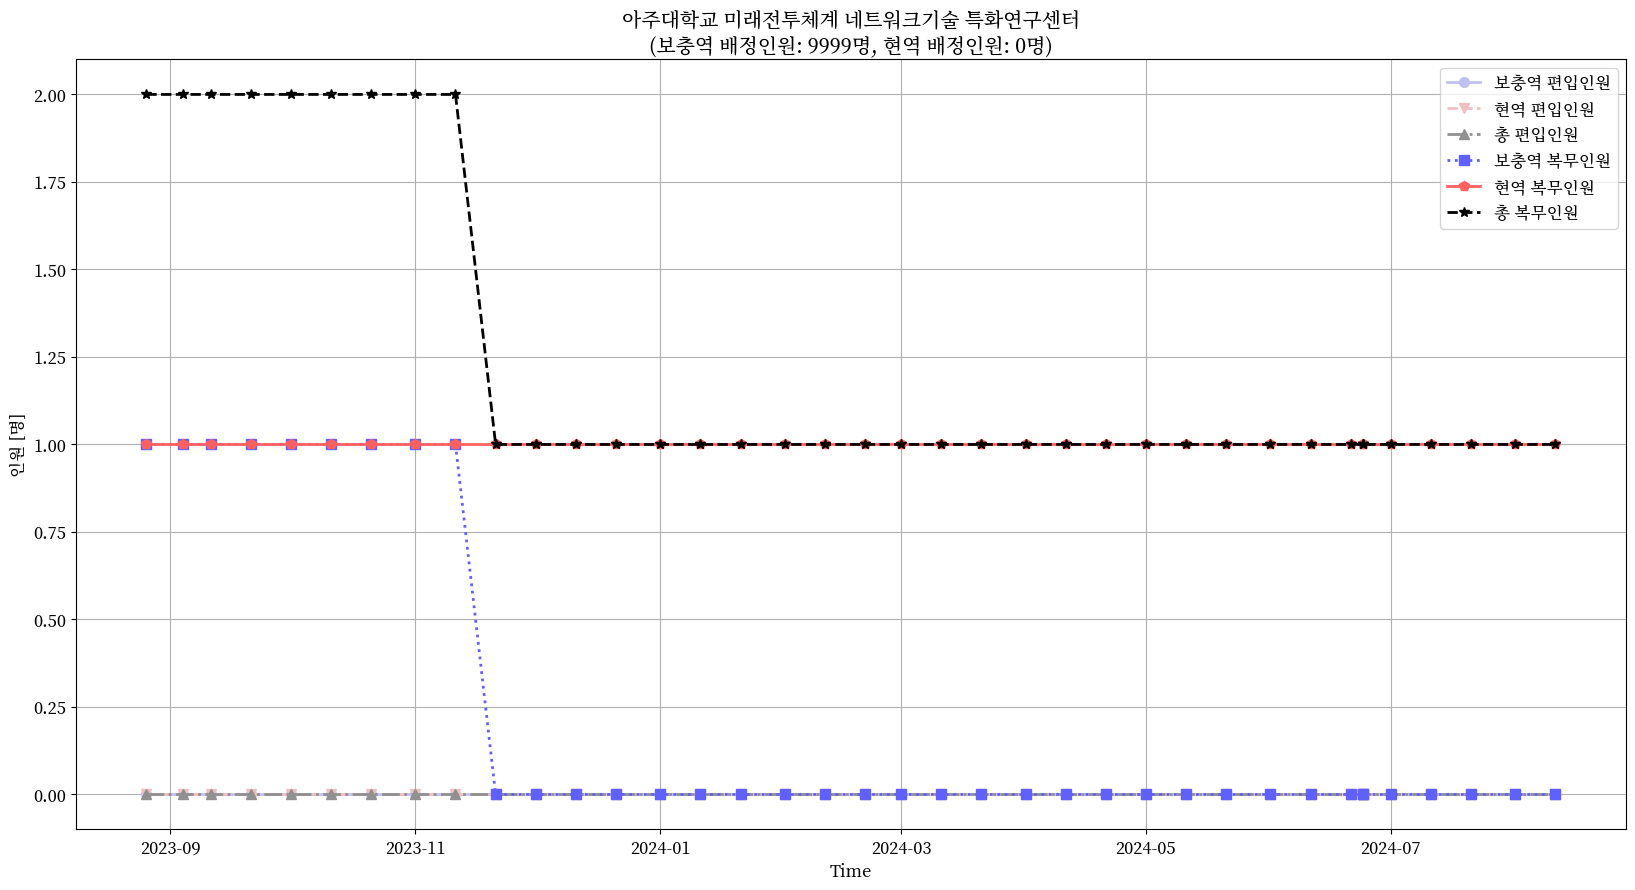 아주대학교 미래전투체계 네트워크기술 특화연구센터
(보충역 배정인원: 9999명, 현역 배정인원: 0명)
보충역 편입인원
현역 편입인원
총 편입인원
보충역 복무인원
현역 복무인원
총 복무인원
2.00
1.75
1.50
1.25
1.00
0.75
0.50
0.25
0.00
인원 [명]
2023-09
2023-11
2024-01
2024-03
2024-05
2024-07
Time